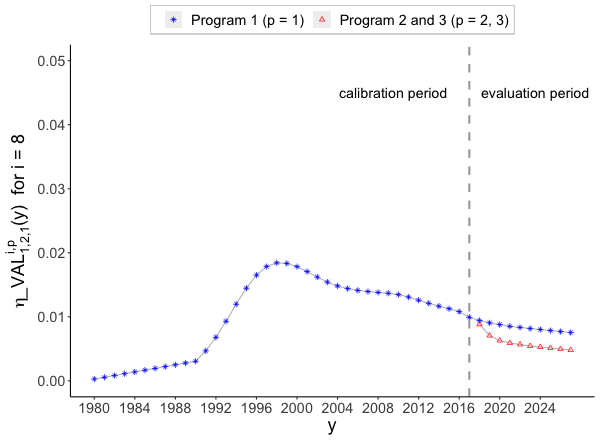 Program 1 (p = 1) Program 2 and 3 (p = 2, 3)
0.05
calibration period evaluation period
0.04
0.03
0.02
0.01
0.00
η_VAL^{i,p}_{1,2,1}(y) for i = 8
1980 1984 1988 1992 1996 2000 2004 2008 2012 2016 2020 2024
y